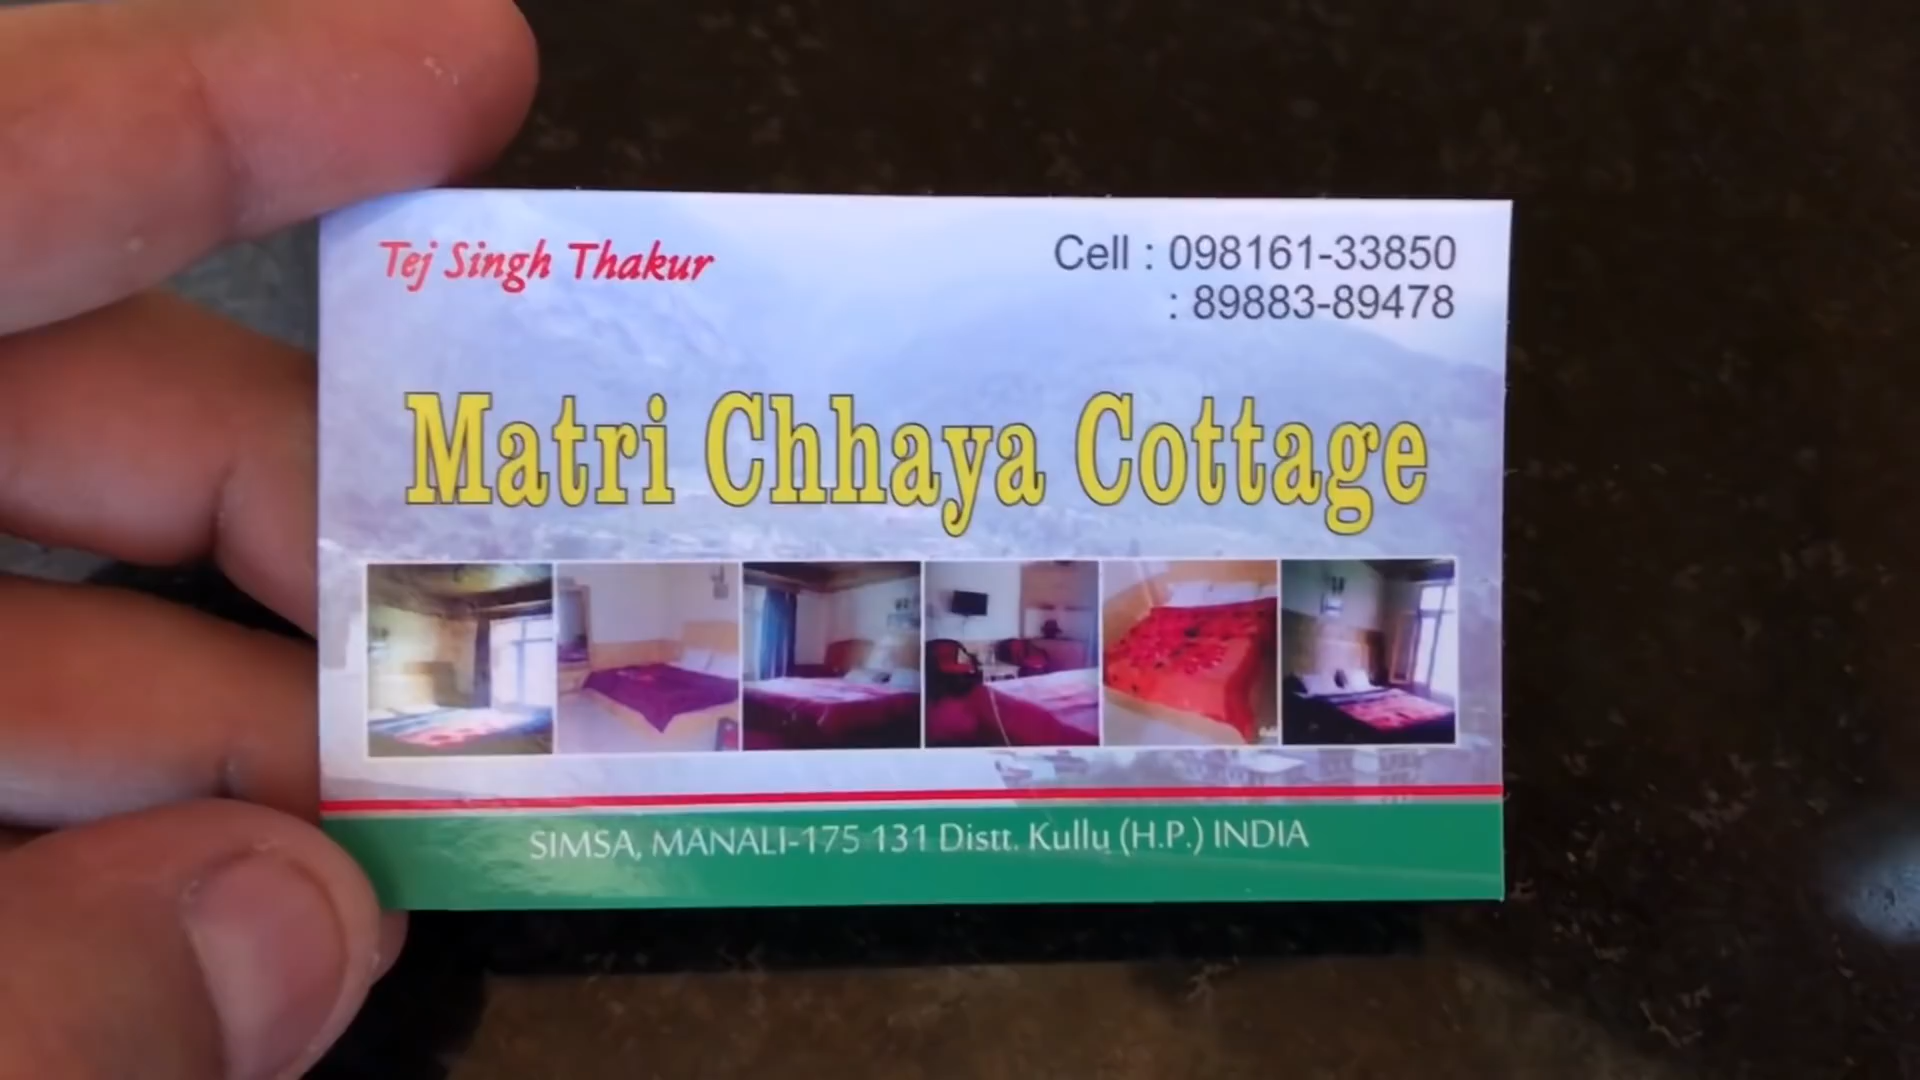 Tej Singh Thakur
Cell : 098161-33850
: 89883-89478
Matri Chhaya Cottage
SIMSA, MANALI-175 131 Distt. Kullu (H.P.) INDIA